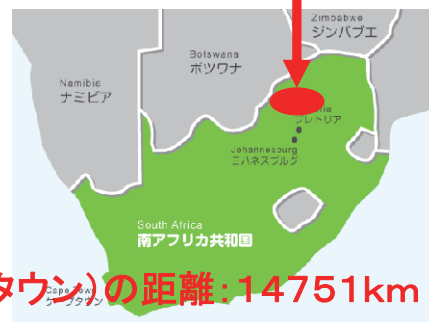 Zimbabwe
ジンバブエ
Botswana
ボツワナ
Namibia
ナミビア
プレトリア
Johannesburg
ヨハネスブルグ
South Africa
南アフリカ共和国
タウン)の距離:14751km
Cape Town
ケープタウン